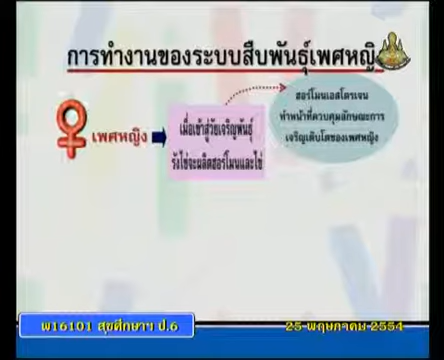 การทำงานของระบบสืบพันธุ์เพศหญิง
ฮอร์โมนเอสโตรเจน
ทำหน้าที่ควบคุมลักษณะการ
เจริญเติบโตของเพศหญิง
เพศหญิง
เมื่อเข้าสู่วัยเจริญพันธุ์
รังไข่จะผลิตฮอร์โมนและไข่
พ16101 สุขศึกษาฯ ป.6
25 พฤษภาคม 2554